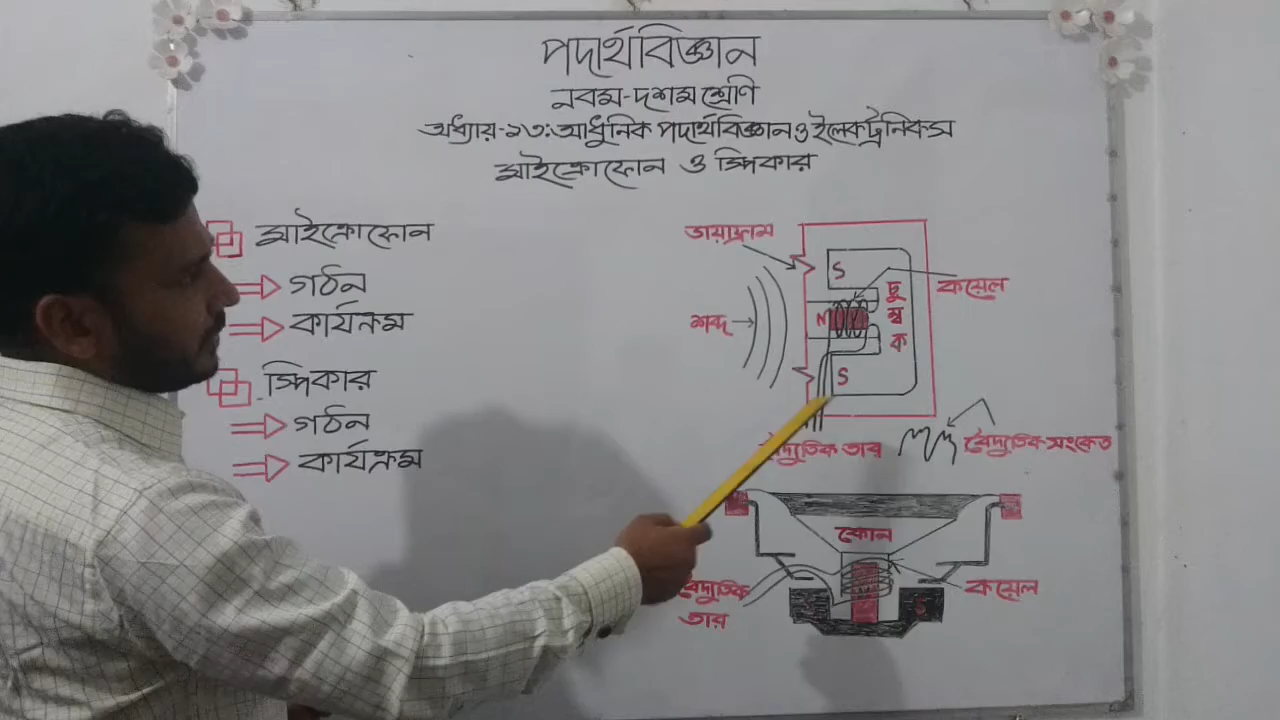 পদার্থবিজ্ঞান
নবম-দশম শ্রেণি
অধ্যায়-১৩: আধুনিক পদার্থবিজ্ঞান ও ইলেকট্রনিকস
মাইক্রোফোন ও স্পিকার
মাইক্রোফোন
গঠন
কার্যক্রম
স্পিকার
গঠন
কার্যক্রম
ডায়াফ্রাম
S
চুম্বক
কয়েল
শব্দ
N
S
বৈদ্যুতিক তার
বৈদ্যুতিক সংকেত
কোন
কয়েল
বৈদ্যুতিক
তার
S